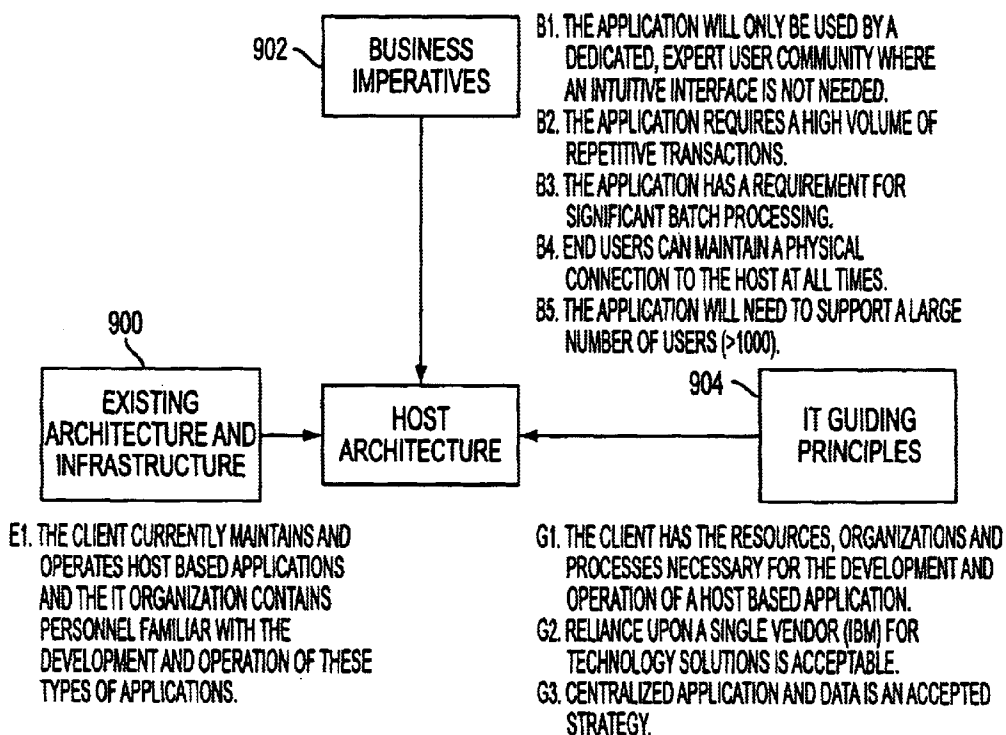 902
BUSINESS
IMPERATIVES
B1. THE APPLICATION WILL ONLY BE USED BY A
DEDICATED, EXPERT USER COMMUNITY WHERE
AN INTUITIVE INTERFACE IS NOT NEEDED.
B2. THE APPLICATION REQUIRES A HIGH VOLUME OF
REPETITIVE TRANSACTIONS.
B3. THE APPLICATION HAS A REQUIREMENT FOR
SIGNIFICANT BATCH PROCESSING.
B4. END USERS CAN MAINTAIN A PHYSICAL
CONNECTION TO THE HOST AT ALL TIMES.
B5. THE APPLICATION WILL NEED TO SUPPORT A LARGE
NUMBER OF USERS (>1000).
900
EXISTING
ARCHITECTURE AND
INFRASTRUCTURE
HOST
ARCHITECTURE
904
IT GUIDING
PRINCIPLES
E1. THE CLIENT CURRENTLY MAINTAINS AND
OPERATES HOST BASED APPLICATIONS
AND THE IT ORGANIZATION CONTAINS
PERSONNEL FAMILIAR WITH THE
DEVELOPMENT AND OPERATION OF THESE
TYPES OF APPLICATIONS.
G1. THE CLIENT HAS THE RESOURCES, ORGANIZATIONS AND
PROCESSES NECESSARY FOR THE DEVELOPMENT AND
OPERATION OF A HOST BASED APPLICATION.
G2. RELIANCE UPON A SINGLE VENDOR (IBM) FOR
TECHNOLOGY SOLUTIONS IS ACCEPTABLE.
G3. CENTRALIZED APPLICATION AND DATA IS AN ACCEPTED
STRATEGY.